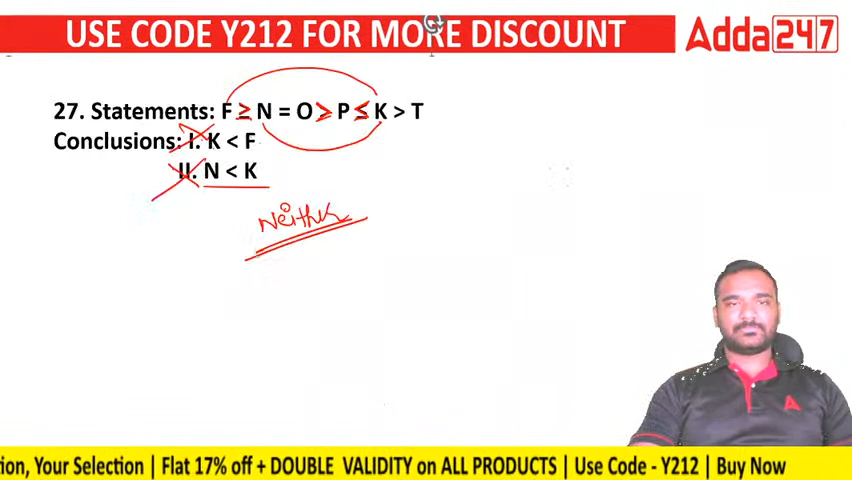 USE CODE Y212 FOR MORE DISCOUNT
Adda247
27. Statements: F ≥ N = O > P ≤ K > T
Conclusions: I. K < F
II. N < K
Neither
ion, Your Selection | Flat 17% off + DOUBLE VALIDITY on ALL PRODUCTS | Use Code - Y212 | Buy Now